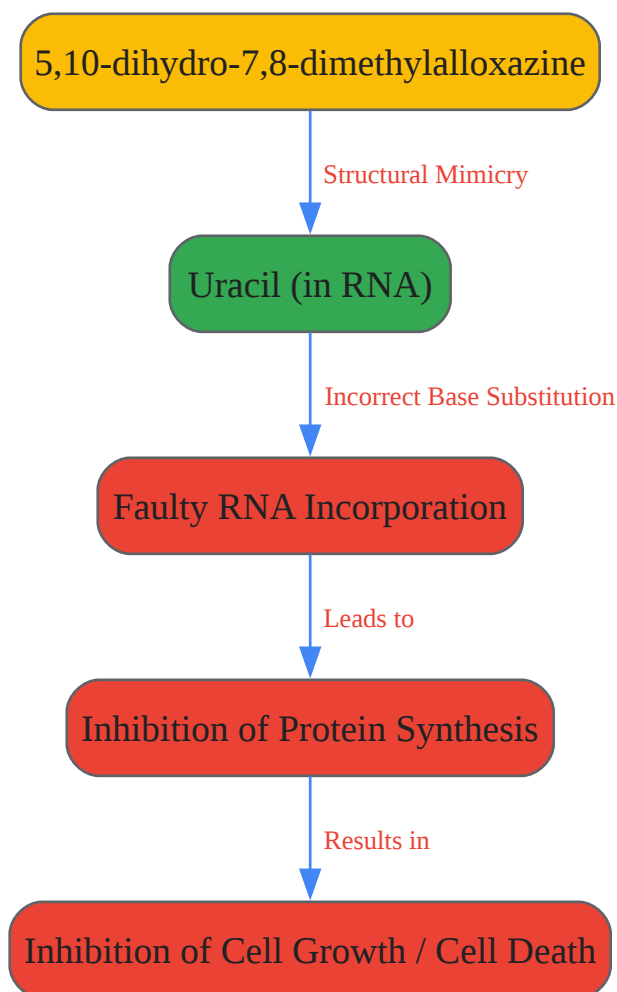 5,10-dihydro-7,8-dimethylalloxazine
Structural Mimicry
Uracil (in RNA)
Incorrect Base Substitution
Faulty RNA Incorporation
Leads to
Inhibition of Protein Synthesis
Results in
Inhibition of Cell Growth / Cell Death